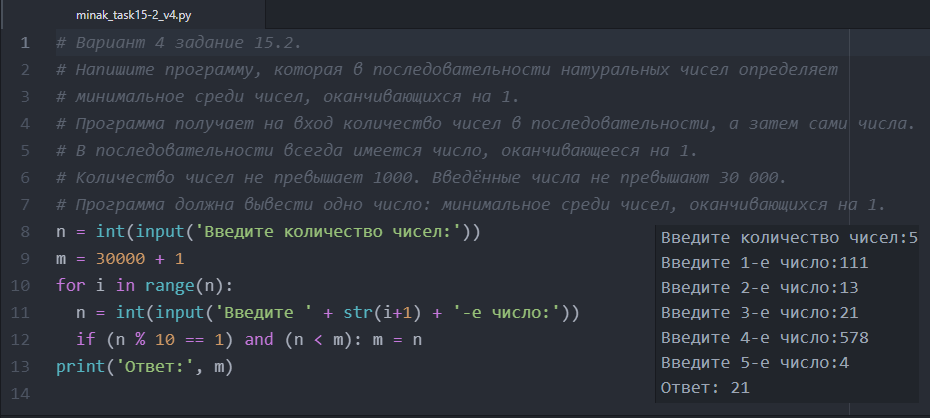 minak_task15-2_v4.py
1 # Вариант 4 задание 15.2.
2 # Напишите программу, которая в последовательности натуральных чисел определяет
3 # минимальное среди чисел, оканчивающихся на 1.
4 # Программа получает на вход количество чисел в последовательности, а затем сами числа.
5 # В последовательности всегда имеется число, оканчивающееся на 1.
6 # Количество чисел не превышает 1000. Введённые числа не превышают 30 000.
7 # Программа должна вывести одно число: минимальное среди чисел, оканчивающихся на 1.
8 n = int(input('Введите количество чисел:'))
9 m = 30000 + 1
10 for i in range(n):
11   n = int(input('Введите ' + str(i+1) + '-е число:'))
12   if (n % 10 == 1) and (n < m): m = n
13 print('Ответ:', m)
14
Введите количество чисел:5
Введите 1-е число:111
Введите 2-е число:13
Введите 3-е число:21
Введите 4-е число:578
Введите 5-е число:4
Ответ: 21